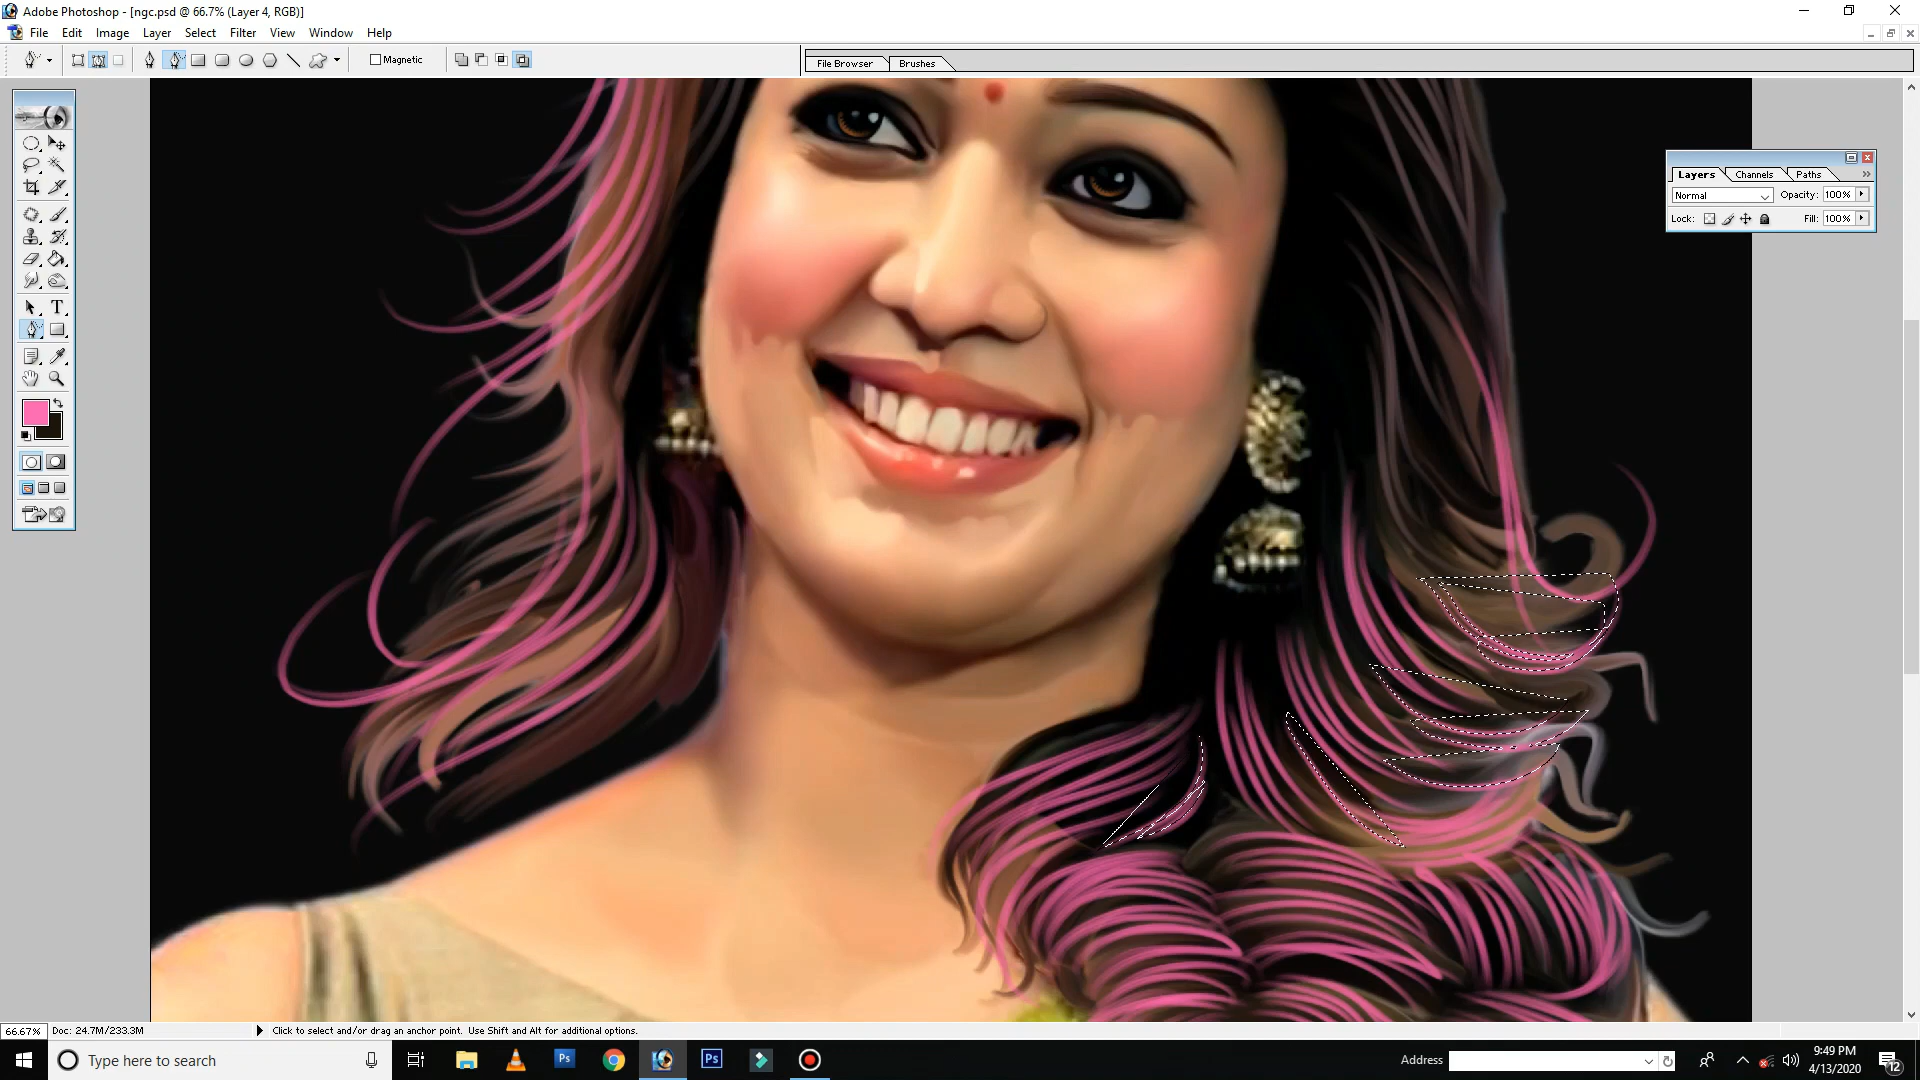 Adobe Photoshop - [ngc.psd @ 66.7% (Layer 4, RGB)]
File Edit Image Layer Select Filter View Window Help
Magnetic
File Browser Brushes
Layers Channels Paths
Normal Opacity: 100%
Lock: Fill: 100%
T
66.67% Doc: 24.7M/233.3M Click to select and/or drag an anchor point. Use Shift and Alt for additional options.
Type here to search
Ps
Ps
Address
9:49 PM
4/13/2020
12